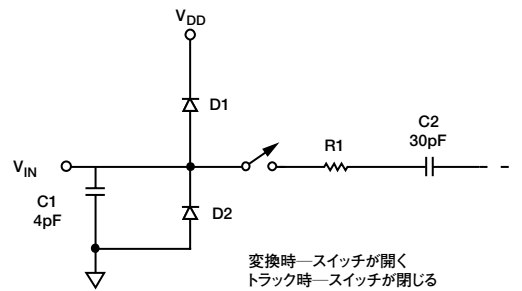 VDD
D1
VIN
R1
C2
30pF
C1
4pF
D2
変換時—スイッチが開く
トラック時—スイッチが閉じる